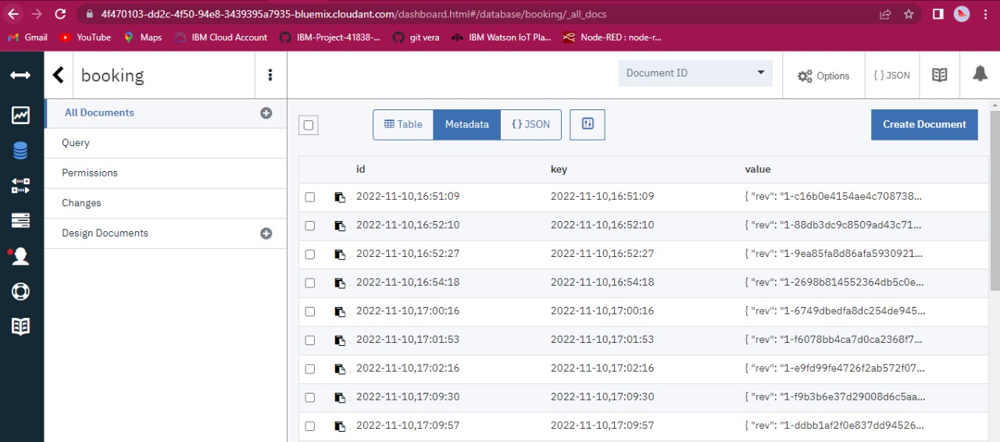 4f470103-dd2c-4f50-94e8-3439395a7935-bluemix.cloudant.com/dashboard.html#/database/booking/_all_docs
Gmail YouTube Maps IBM Cloud Account IBM-Project-41838-... git vera IBM Watson IoT Pla... Node-RED : node-r...
booking
Document ID Options { } JSON
All Documents
Query
Permissions
Changes
Design Documents
Table Metadata { } JSON Create Document
id key value
2022-11-10,16:51:09 2022-11-10,16:51:09 { "rev": "1-c16b0e4154ae4c708738...
2022-11-10,16:52:10 2022-11-10,16:52:10 { "rev": "1-88db3dc9c8509ad43c71...
2022-11-10,16:52:27 2022-11-10,16:52:27 { "rev": "1-9ea85fa8d86afa5930921...
2022-11-10,16:54:18 2022-11-10,16:54:18 { "rev": "1-2698b814552364db5c0e...
2022-11-10,17:00:16 2022-11-10,17:00:16 { "rev": "1-6749dbedfa8dc254de945...
2022-11-10,17:01:53 2022-11-10,17:01:53 { "rev": "1-f6078bb4ca7d0ca2368f7...
2022-11-10,17:02:16 2022-11-10,17:02:16 { "rev": "1-e9fd99fe4726f2ab572f07...
2022-11-10,17:09:30 2022-11-10,17:09:30 { "rev": "1-f9b3b6e37d29008d6c5aa...
2022-11-10,17:09:57 2022-11-10,17:09:57 { "rev": "1-ddbb1af2f0e837dd94526...